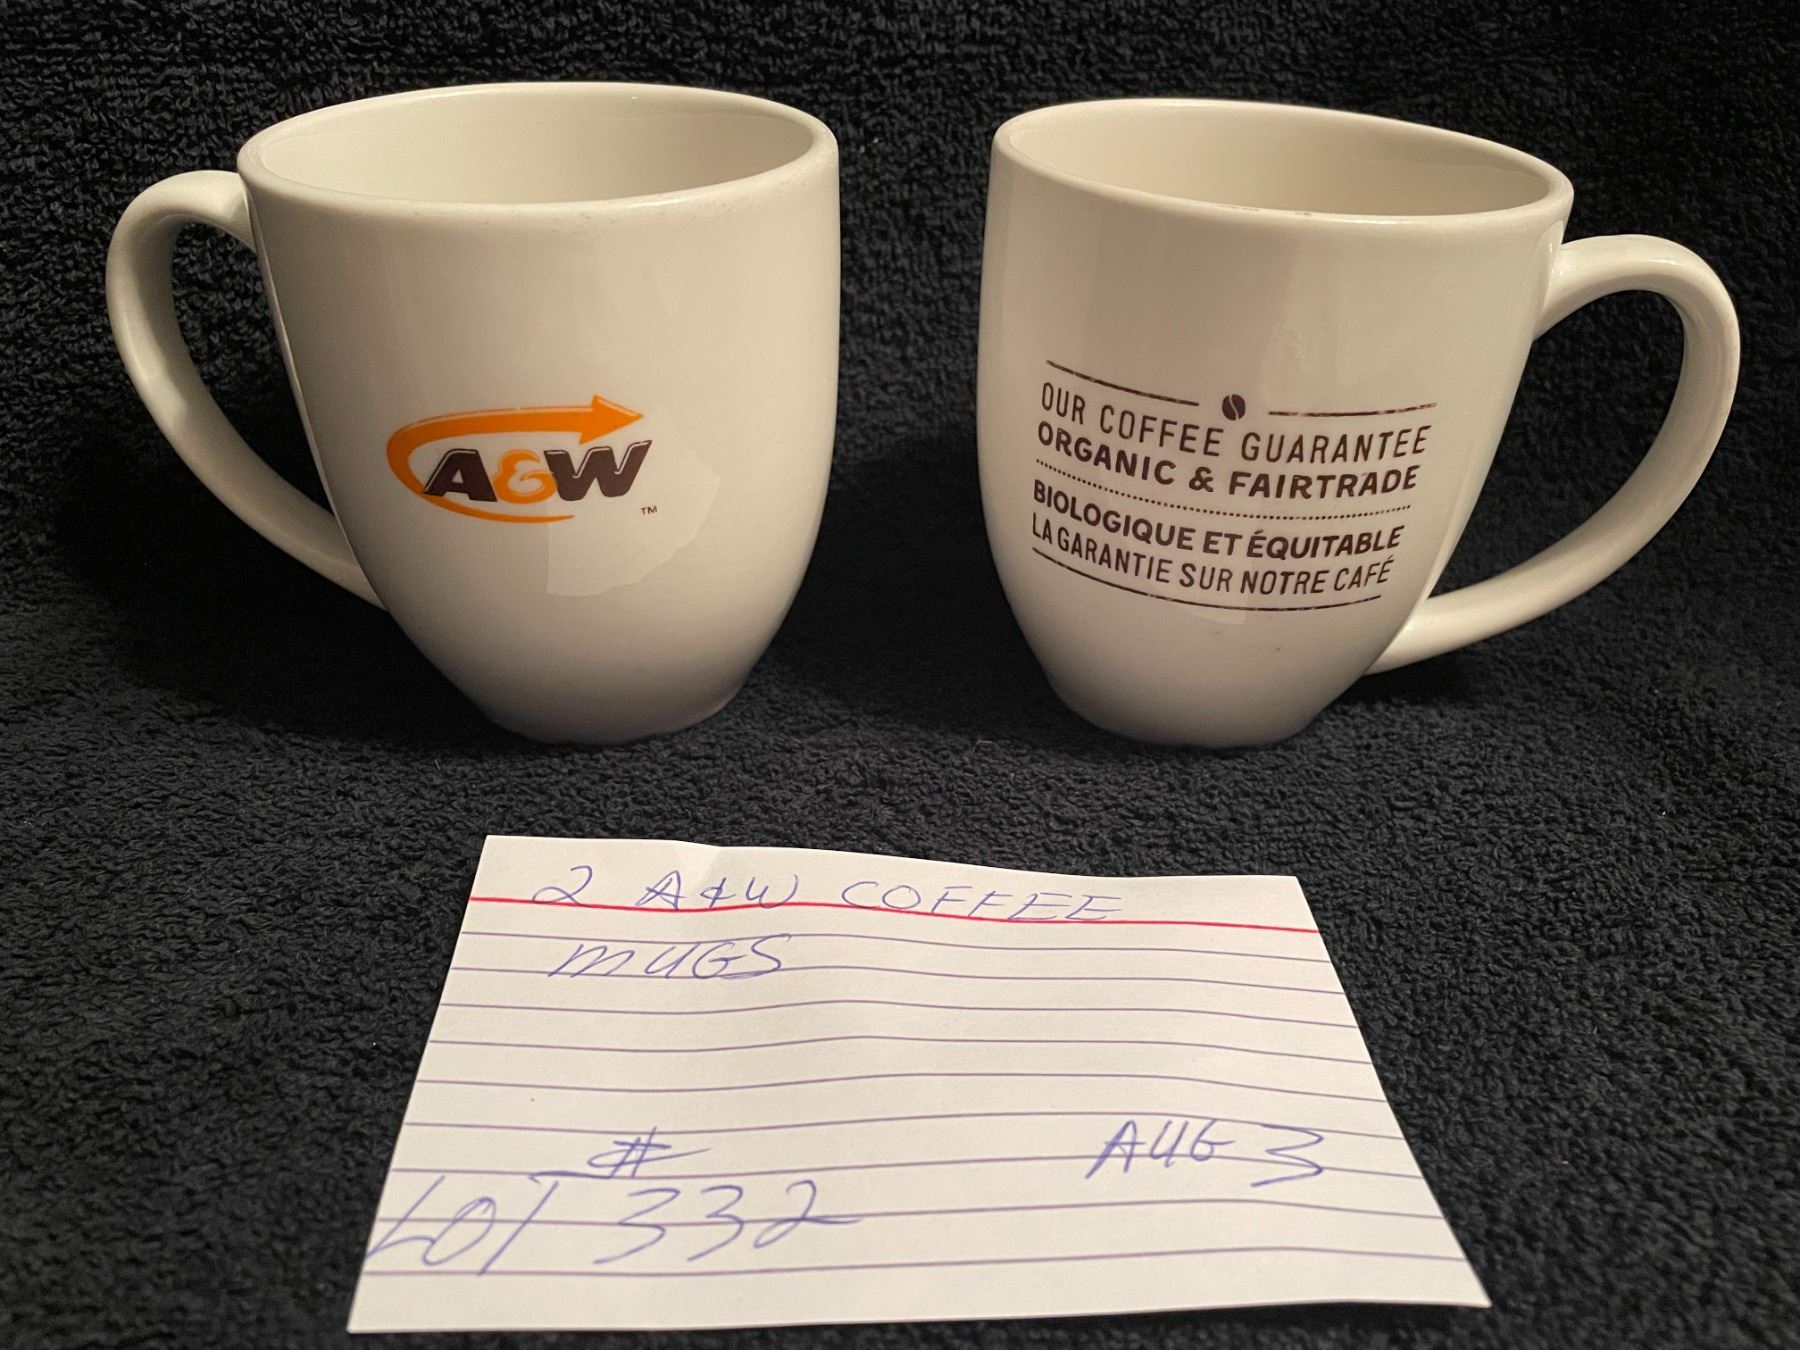 A&W
TM
OUR COFFEE GUARANTEE
ORGANIC & FAIRTRADE
BIOLOGIQUE ET ÉQUITABLE
LA GARANTIE SUR NOTRE CAFÉ
2 A&W COFFEE
MUGS
#
LOT 332
AUG 3